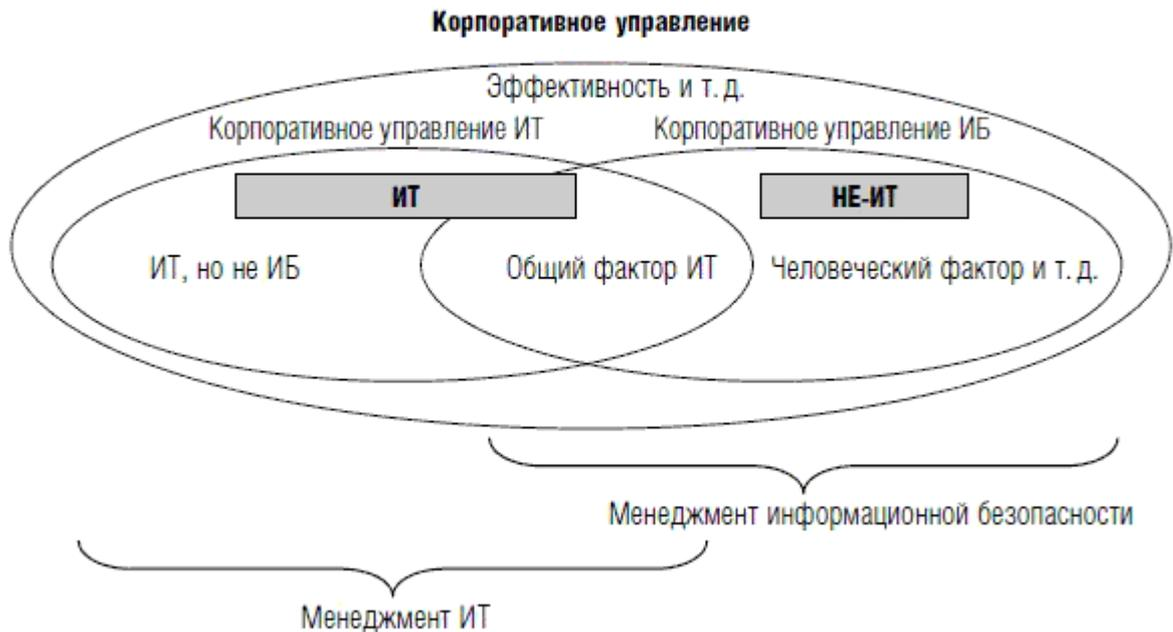 Корпоративное управление
Эффективность и т. д.
Корпоративное управление ИТ
Корпоративное управление ИБ
ИТ
НЕ-ИТ
ИТ, но не ИБ
Общий фактор ИТ
Человеческий фактор и т. д.
Менеджмент информационной безопасности
Менеджмент ИТ